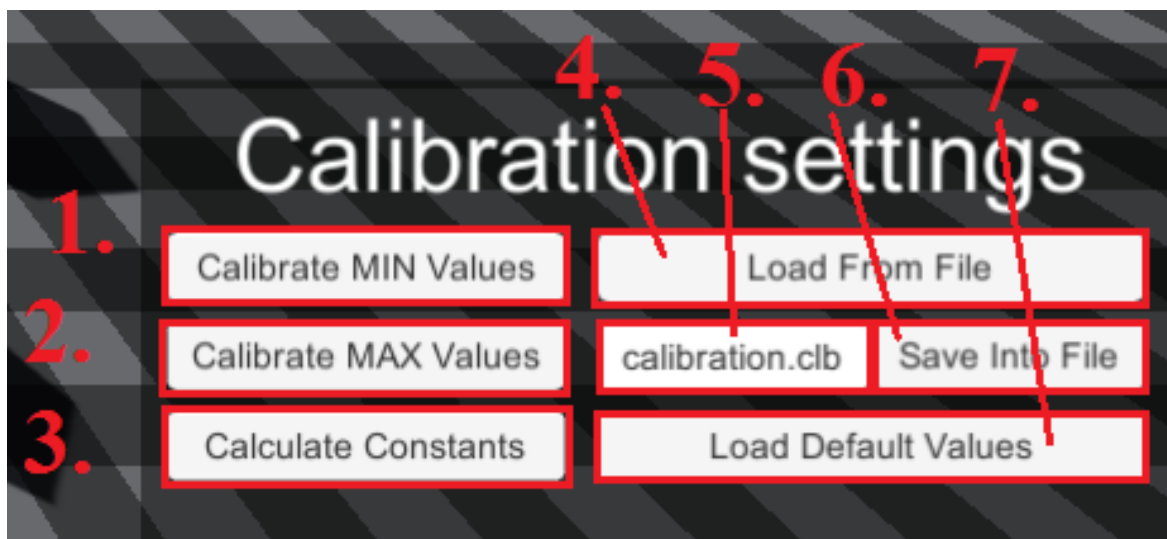 4. 5. 6. 7.
Calibration settings
1.
Calibrate MIN Values Load From File
2.
Calibrate MAX Values calibration.clb Save Into File
3.
Calculate Constants Load Default Values